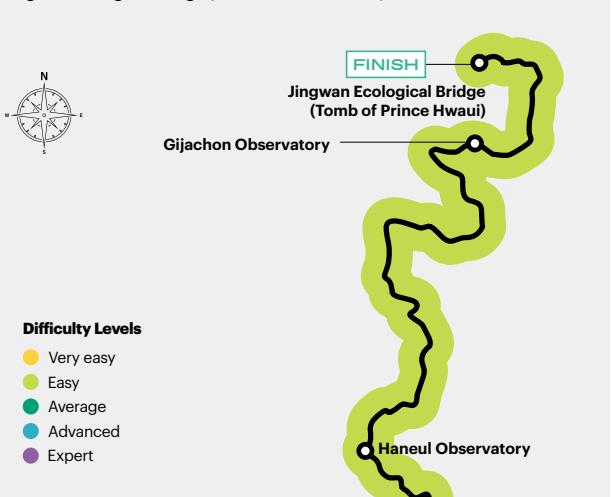 N
W
E
S
FINISH
Jingwan Ecological Bridge
(Tomb of Prince Hwaui)
Gijachon Observatory
Difficulty Levels
Very easy
Easy
Average
Advanced
Expert
Haneul Observatory